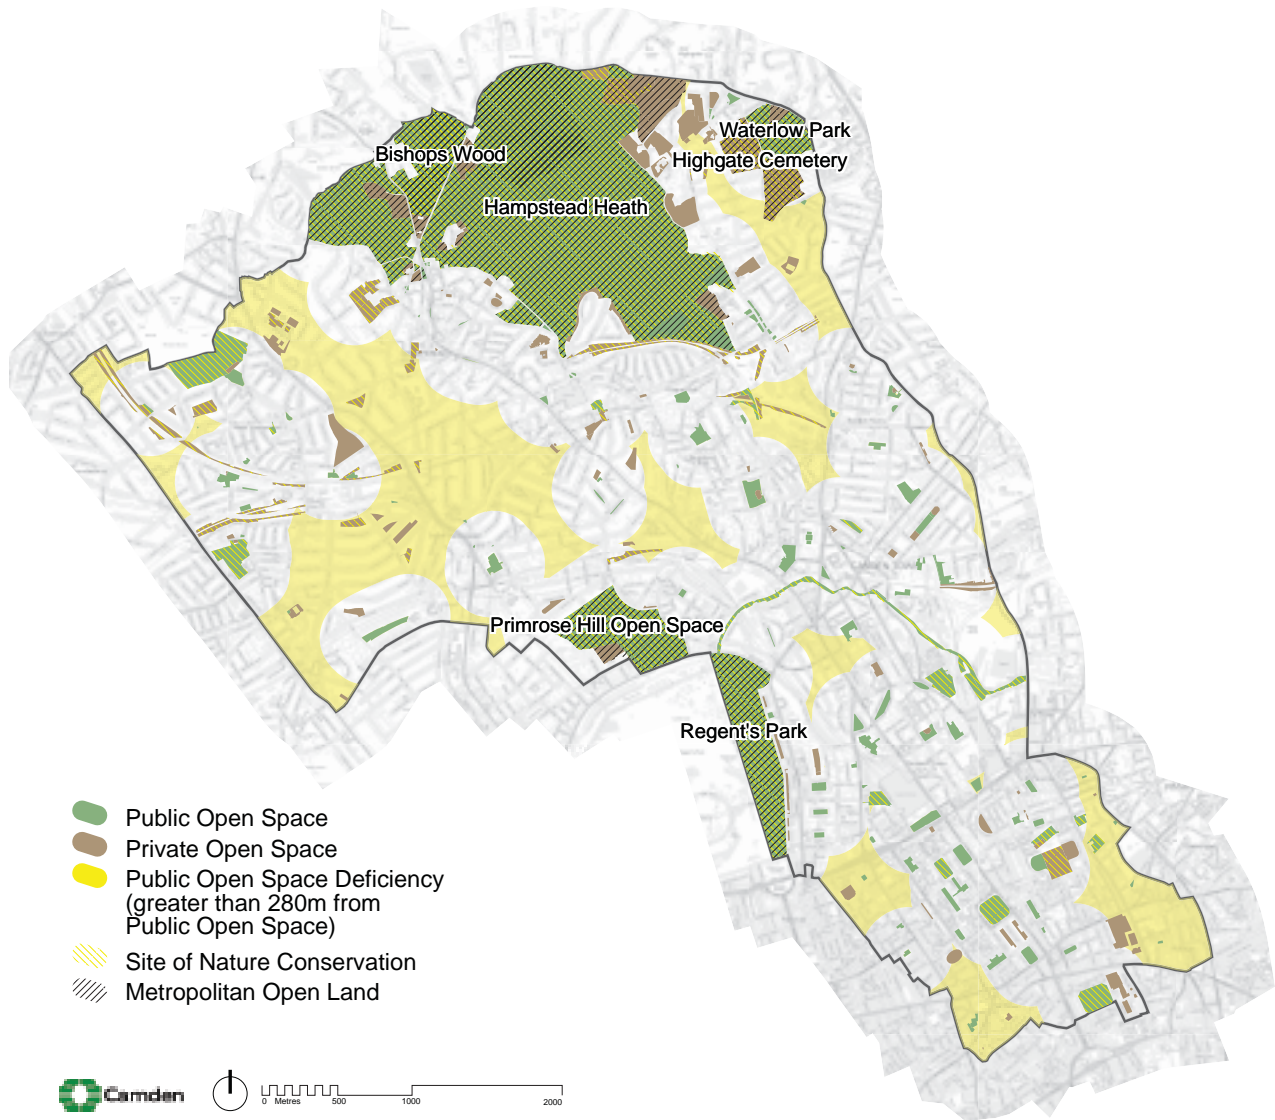 Waterlow Park
Bishops Wood
Highgate Cemetery
Hampstead Heath
Primrose Hill Open Space
Regent's Park
Public Open Space
Private Open Space
Public Open Space Deficiency
(greater than 280m from
Public Open Space)
Site of Nature Conservation
Metropolitan Open Land
Camden
0 Metres 500 1000 2000